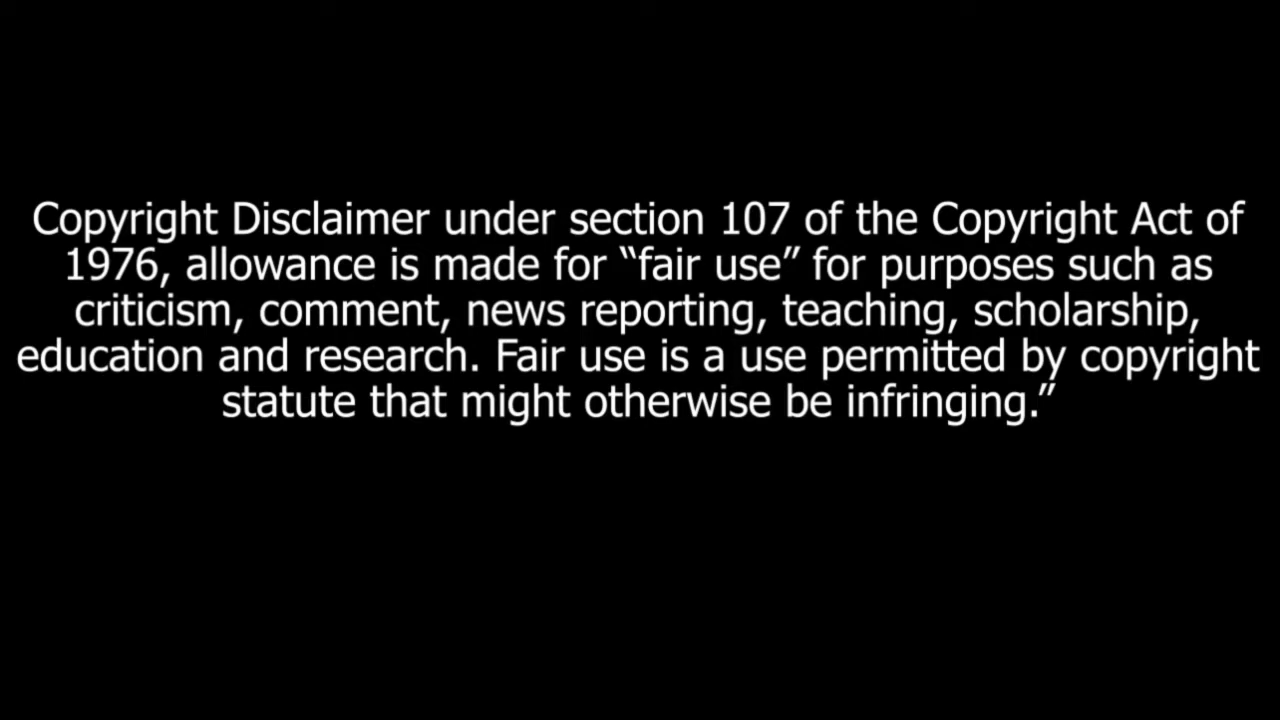 Copyright Disclaimer under section 107 of the Copyright Act of
1976, allowance is made for “fair use” for purposes such as
criticism, comment, news reporting, teaching, scholarship,
education and research. Fair use is a use permitted by copyright
statute that might otherwise be infringing.”